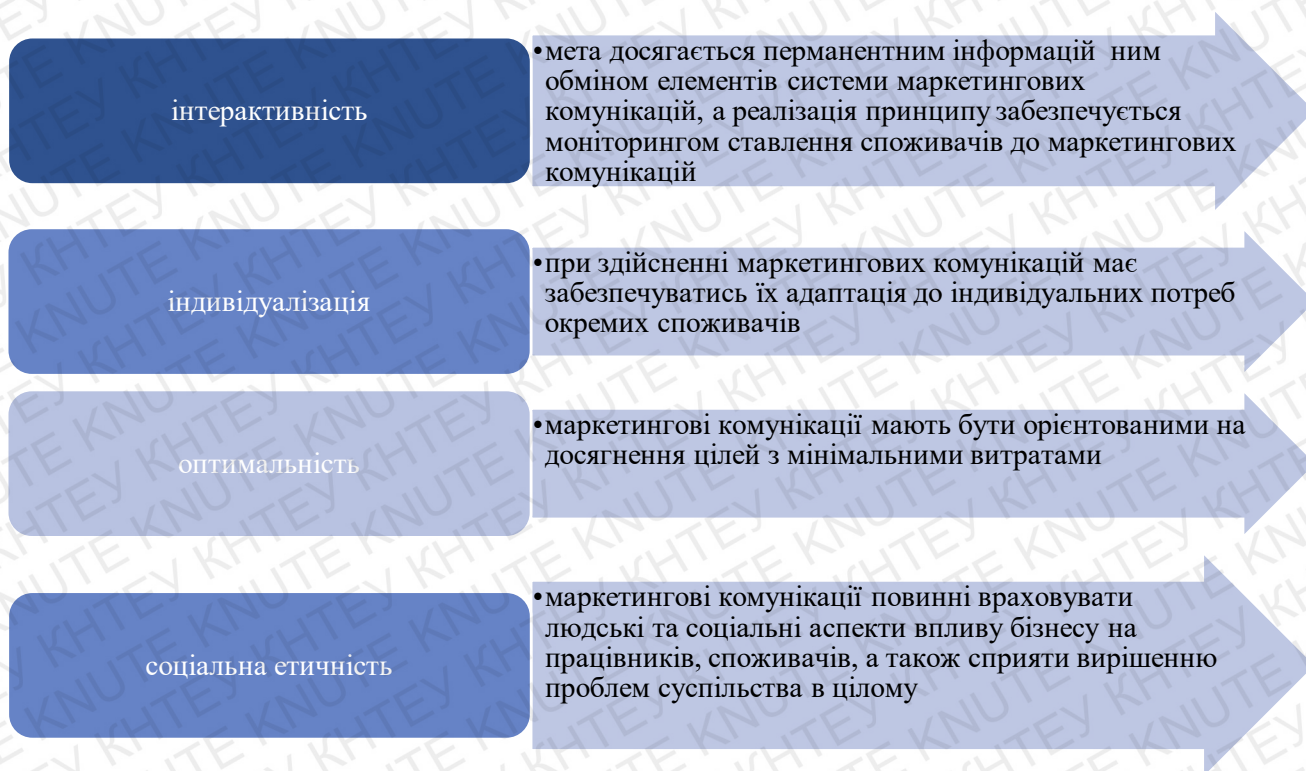 інтерактивність
•мета досягається перманентним інформацій  ним
обміном елементів системи маркетингових
комунікацій, а реалізація принципу забезпечується
моніторингом ставлення споживачів до маркетингових
комунікацій
індивідуалізація
•при здійсненні маркетингових комунікацій має
забезпечуватись їх адаптація до індивідуальних потреб
окремих споживачів
оптимальність
•маркетингові комунікації мають бути орієнтованими на
досягнення цілей з мінімальними витратами
соціальна етичність
•маркетингові комунікації повинні враховувати
людські та соціальні аспекти впливу бізнесу на
працівників, споживачів, а також сприяти вирішенню
проблем суспільства в цілому